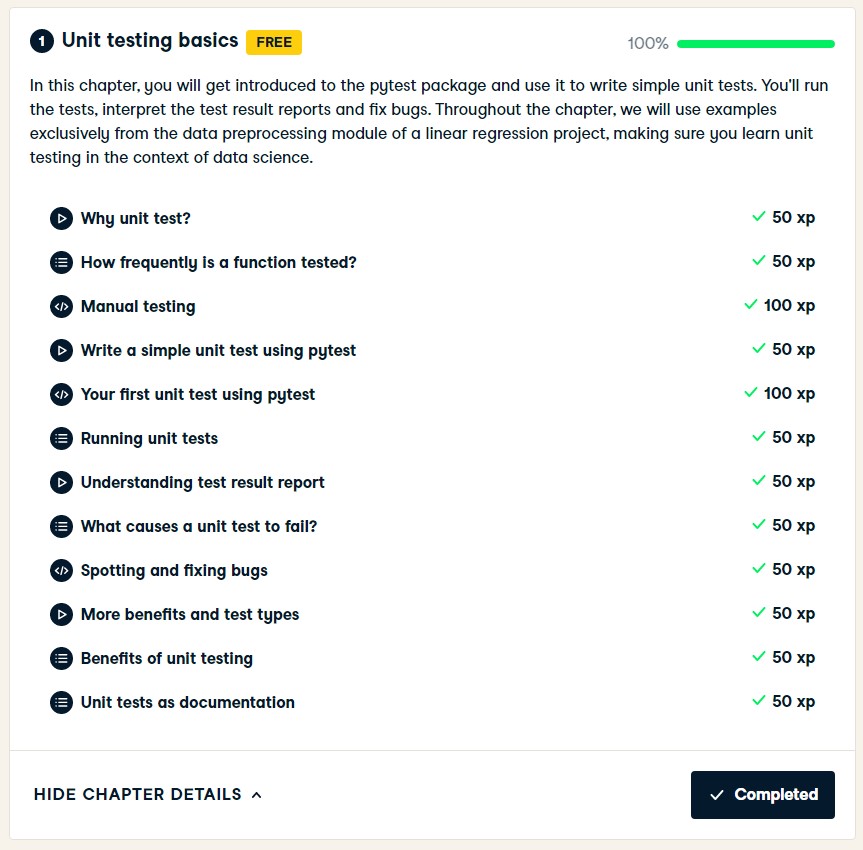 1 Unit testing basics FREE 100%
In this chapter, you will get introduced to the pytest package and use it to write simple unit tests. You'll run
the tests, interpret the test result reports and fix bugs. Throughout the chapter, we will use examples
exclusively from the data preprocessing module of a linear regression project, making sure you learn unit
testing in the context of data science.
Why unit test? 50 xp
How frequently is a function tested? 50 xp
Manual testing 100 xp
Write a simple unit test using pytest 50 xp
Your first unit test using pytest 100 xp
Running unit tests 50 xp
Understanding test result report 50 xp
What causes a unit test to fail? 50 xp
Spotting and fixing bugs 50 xp
More benefits and test types 50 xp
Benefits of unit testing 50 xp
Unit tests as documentation 50 xp
HIDE CHAPTER DETAILS Completed